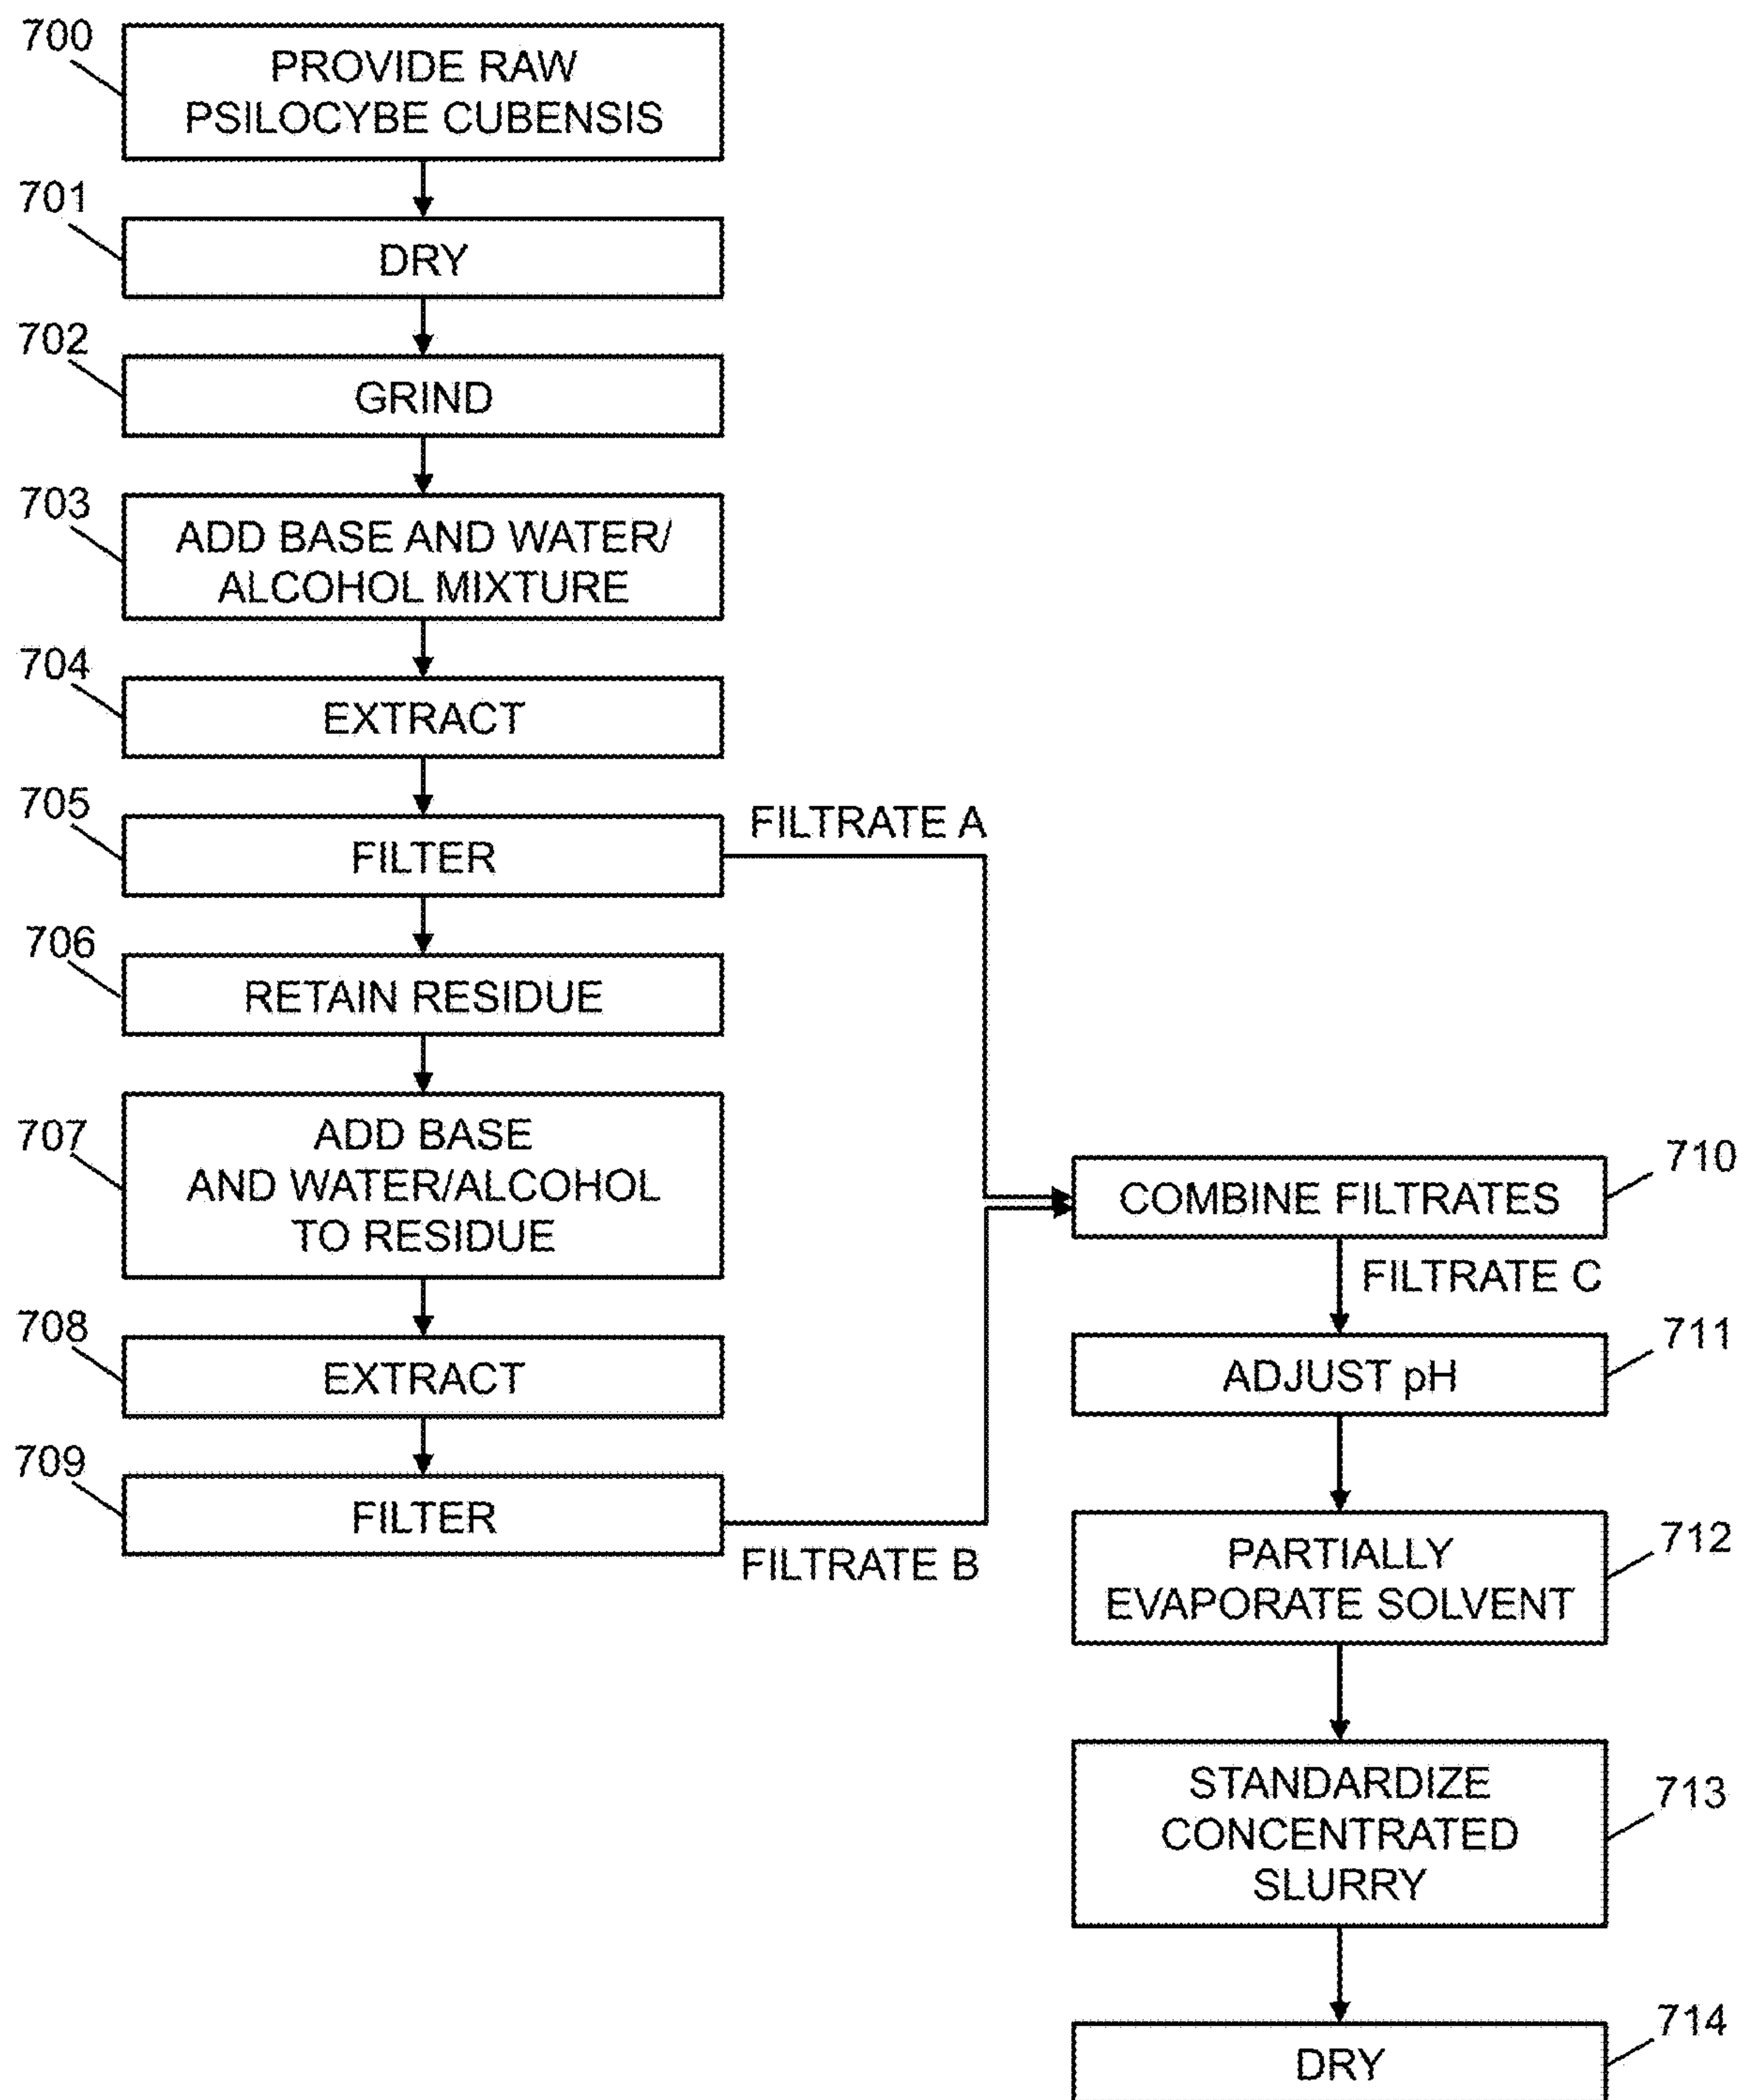 700
PROVIDE RAW
PSILOCYBE CUBENSIS
701
DRY
702
GRIND
703
ADD BASE AND WATER/
ALCOHOL MIXTURE
704
EXTRACT
705
FILTER
FILTRATE A
706
RETAIN RESIDUE
707
ADD BASE
AND WATER/ALCOHOL
TO RESIDUE
708
EXTRACT
709
FILTER
FILTRATE B
710
COMBINE FILTRATES
FILTRATE C
711
ADJUST pH
712
PARTIALLY
EVAPORATE SOLVENT
713
STANDARDIZE
CONCENTRATED
SLURRY
714
DRY